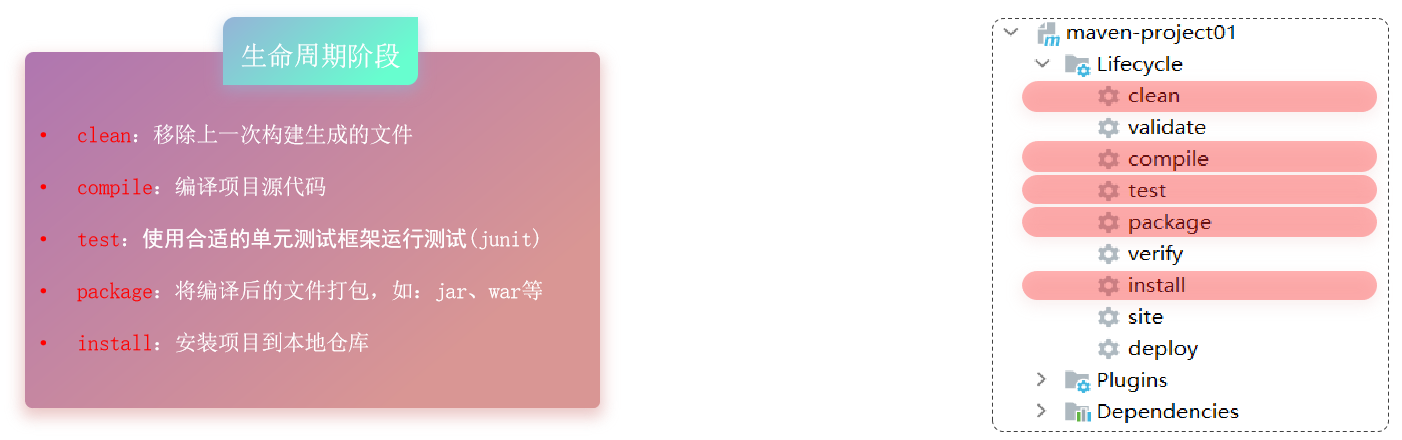 生命周期阶段
• clean：移除上一次构建生成的文件
• compile：编译项目源代码
• test：使用合适的单元测试框架运行测试(junit)
• package：将编译后的文件打包，如：jar、war等
• install：安装项目到本地仓库
maven-project01
Lifecycle
clean
validate
compile
test
package
verify
install
site
deploy
Plugins
Dependencies